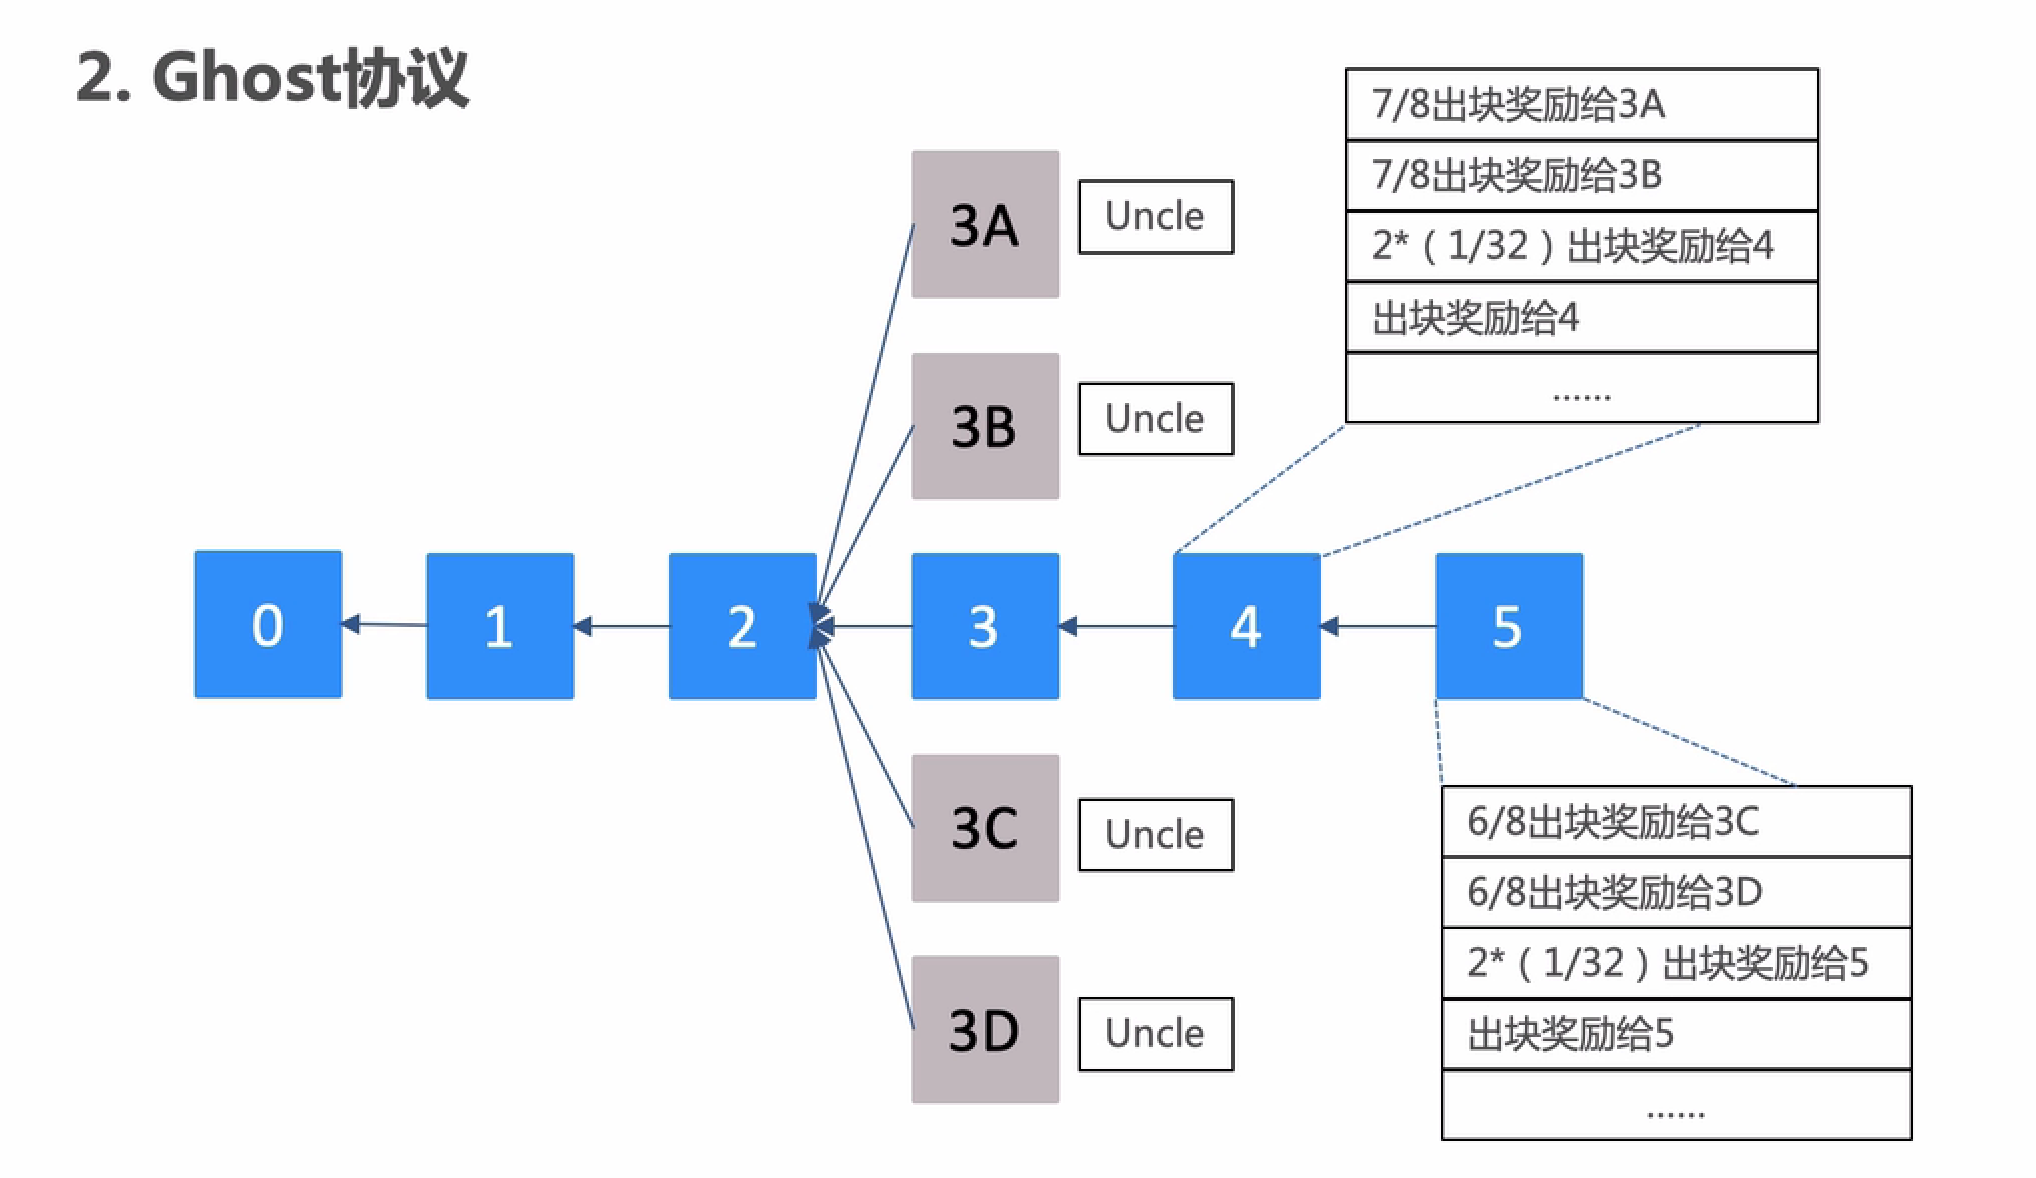 2. Ghost协议
7/8出块奖励给3A
7/8出块奖励给3B
2*（1/32）出块奖励给4
出块奖励给4
......
3A
Uncle
3B
Uncle
0
1
2
3
4
5
3C
Uncle
3D
Uncle
6/8出块奖励给3C
6/8出块奖励给3D
2*（1/32）出块奖励给5
出块奖励给5
......